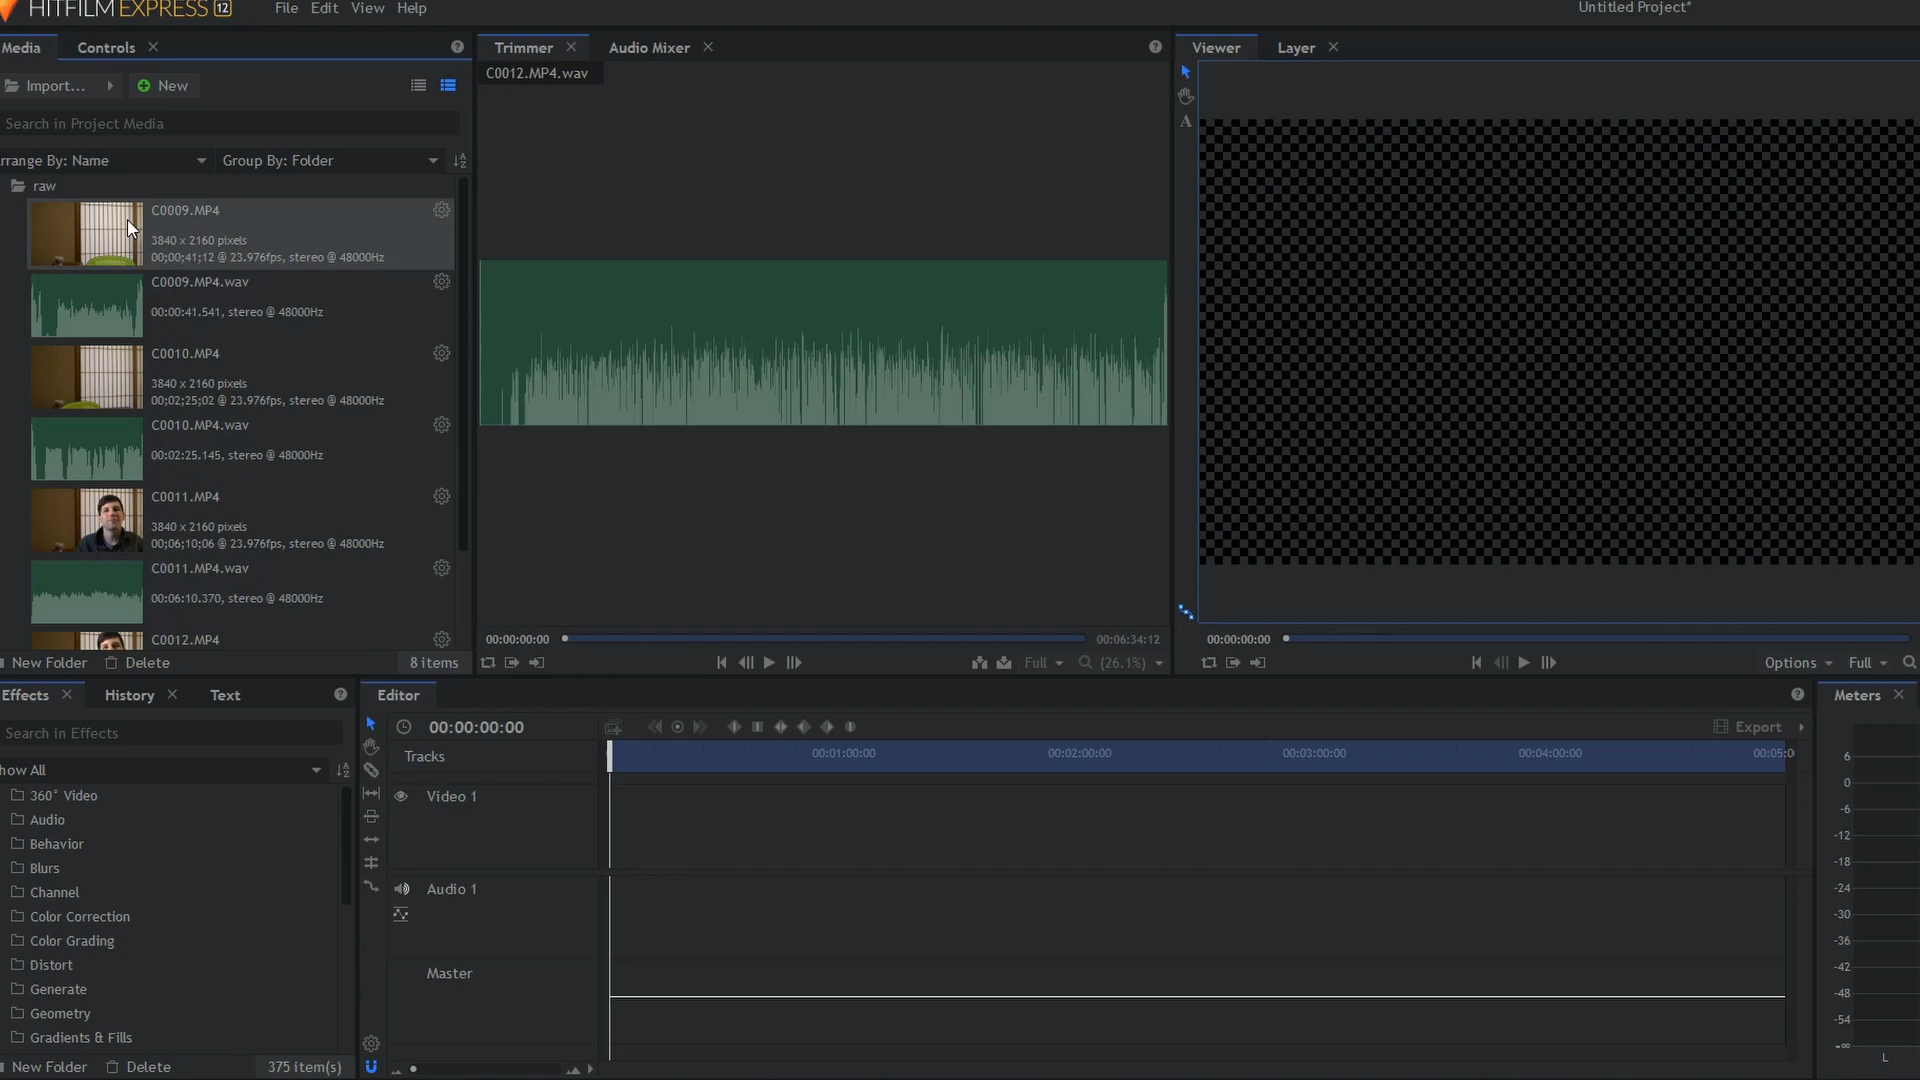 HITFILM EXPRESS 12
File Edit View Help
Untitled Project*
Media Controls
Trimmer Audio Mixer
Viewer Layer
Import... New
C0012.MP4.wav
Search in Project Media
rrange By: Name Group By: Folder
raw
C0009.MP4
3840 x 2160 pixels
00;00;41;12 @ 23.976fps, stereo @ 48000Hz
C0009.MP4.wav
00:00:41.541, stereo @ 48000Hz
C0010.MP4
3840 x 2160 pixels
00;02;25;02 @ 23.976fps, stereo @ 48000Hz
C0010.MP4.wav
00:02:25.145, stereo @ 48000Hz
C0011.MP4
3840 x 2160 pixels
00;06;10;06 @ 23.976fps, stereo @ 48000Hz
C0011.MP4.wav
00:06:10.370, stereo @ 48000Hz
C0012.MP4
New Folder Delete 8 items
A
00:00:00:00 00:06:34:12
Full (26.1%)
00:00:00:00
Options Full
Effects History Text
Search in Effects
how All
360° Video
Audio
Behavior
Blurs
Channel
Color Correction
Color Grading
Distort
Generate
Geometry
Gradients & Fills
New Folder Delete 375 item(s)
Editor
00:00:00:00
Export
Tracks
00:01:00:00 00:02:00:00 00:03:00:00 00:04:00:00 00:05:0
Video 1
Audio 1
Master
Meters
6
0
-6
-12
-18
-24
-30
-36
-42
-48
-54
-∞
L